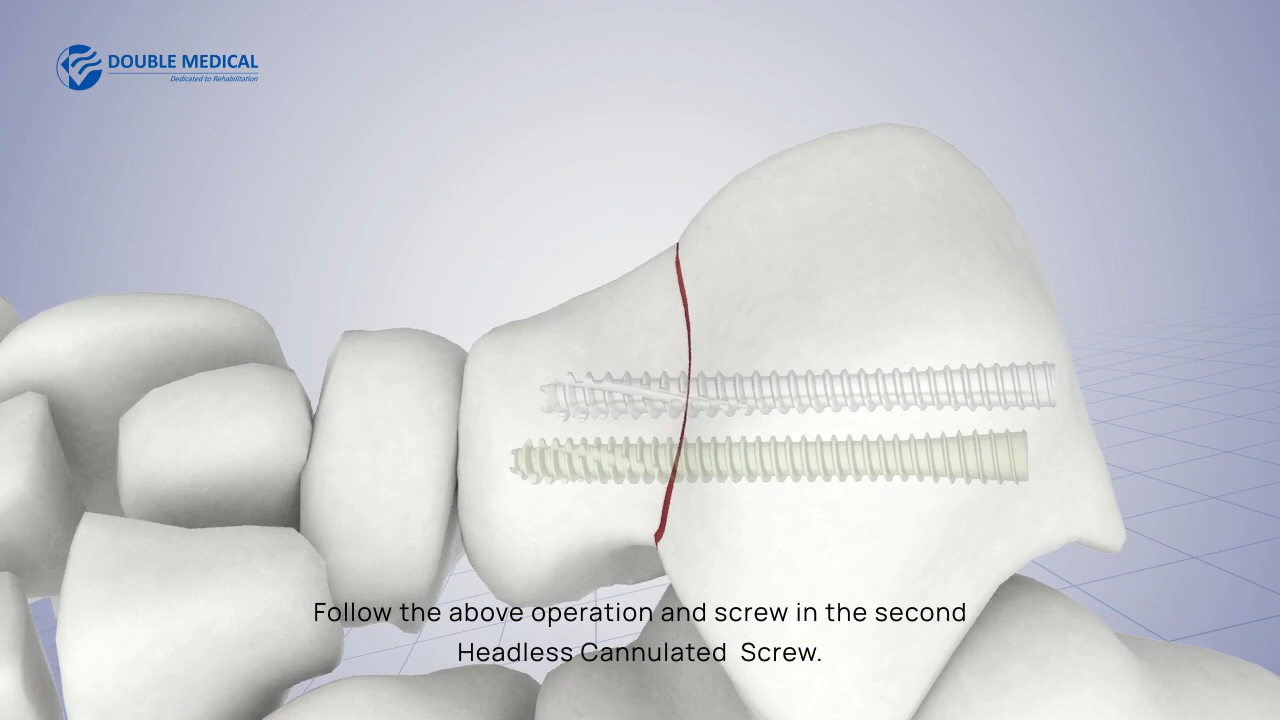 DOUBLE MEDICAL
Dedicated to Rehabilitation
Follow the above operation and screw in the second
Headless Cannulated  Screw.